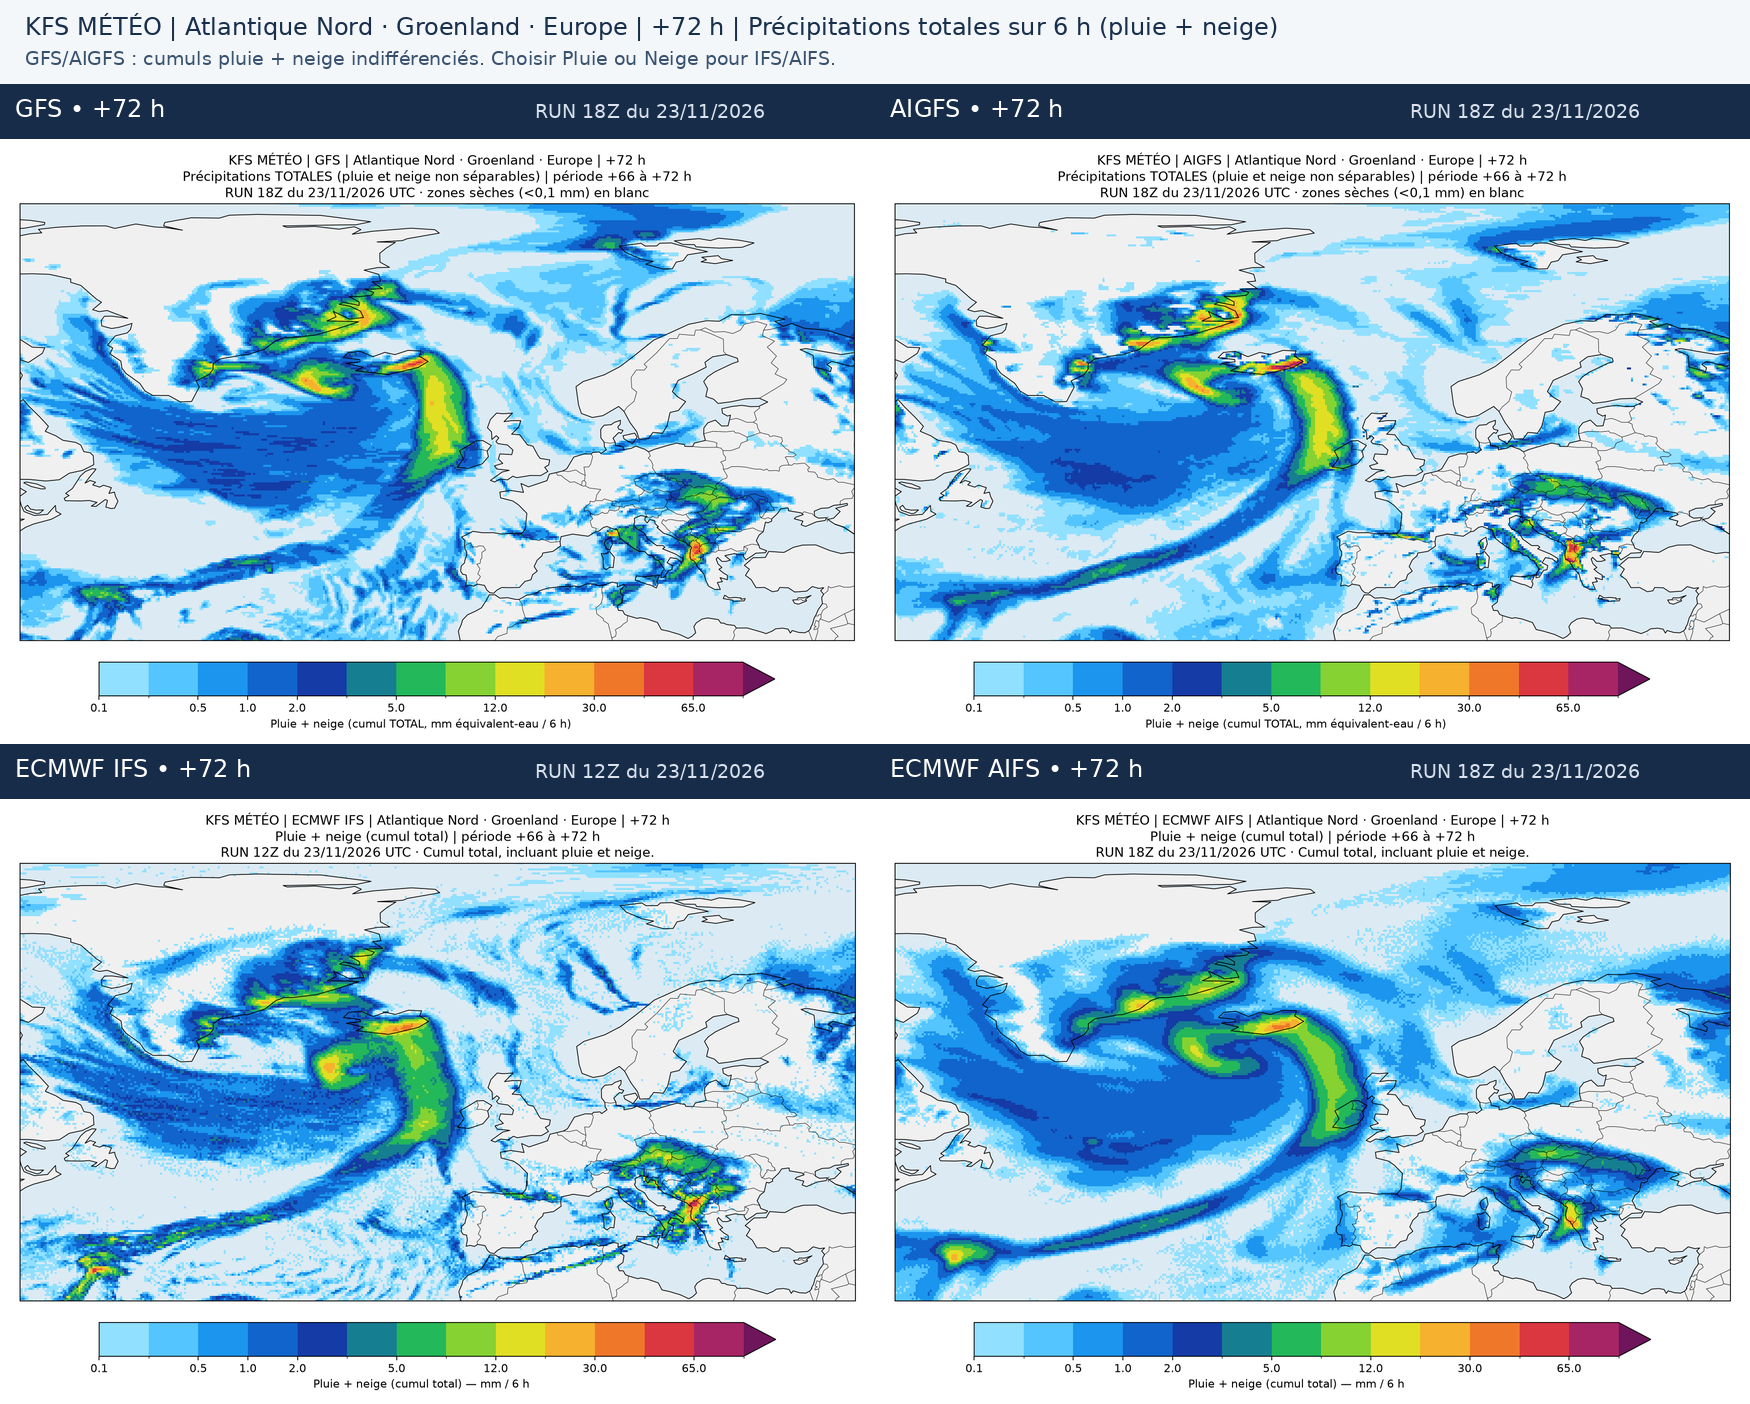 KFS MÉTÉO | Atlantique Nord · Groenland · Europe | +72 h | Précipitations totales sur 6 h (pluie + neige)
GFS/AIGFS : cumuls pluie + neige indifférenciés. Choisir Pluie ou Neige pour IFS/AIFS.
GFS • +72 h
RUN 18Z du 23/11/2026
AIGFS • +72 h
RUN 18Z du 23/11/2026
KFS MÉTÉO | GFS | Atlantique Nord · Groenland · Europe | +72 h
Précipitations TOTALES (pluie et neige non séparables) | période +66 à +72 h
RUN 18Z du 23/11/2026 UTC · zones sèches (<0,1 mm) en blanc
KFS MÉTÉO | AIGFS | Atlantique Nord · Groenland · Europe | +72 h
Précipitations TOTALES (pluie et neige non séparables) | période +66 à +72 h
RUN 18Z du 23/11/2026 UTC · zones sèches (<0,1 mm) en blanc
0.1 0.5 1.0 2.0 5.0 12.0 30.0 65.0
Pluie + neige (cumul TOTAL, mm équivalent-eau / 6 h)
0.1 0.5 1.0 2.0 5.0 12.0 30.0 65.0
Pluie + neige (cumul TOTAL, mm équivalent-eau / 6 h)
ECMWF IFS • +72 h
RUN 12Z du 23/11/2026
ECMWF AIFS • +72 h
RUN 18Z du 23/11/2026
KFS MÉTÉO | ECMWF IFS | Atlantique Nord · Groenland · Europe | +72 h
Pluie + neige (cumul total) | période +66 à +72 h
RUN 12Z du 23/11/2026 UTC · Cumul total, incluant pluie et neige.
KFS MÉTÉO | ECMWF AIFS | Atlantique Nord · Groenland · Europe | +72 h
Pluie + neige (cumul total) | période +66 à +72 h
RUN 18Z du 23/11/2026 UTC · Cumul total, incluant pluie et neige.
0.1 0.5 1.0 2.0 5.0 12.0 30.0 65.0
Pluie + neige (cumul total) — mm / 6 h
0.1 0.5 1.0 2.0 5.0 12.0 30.0 65.0
Pluie + neige (cumul total) — mm / 6 h